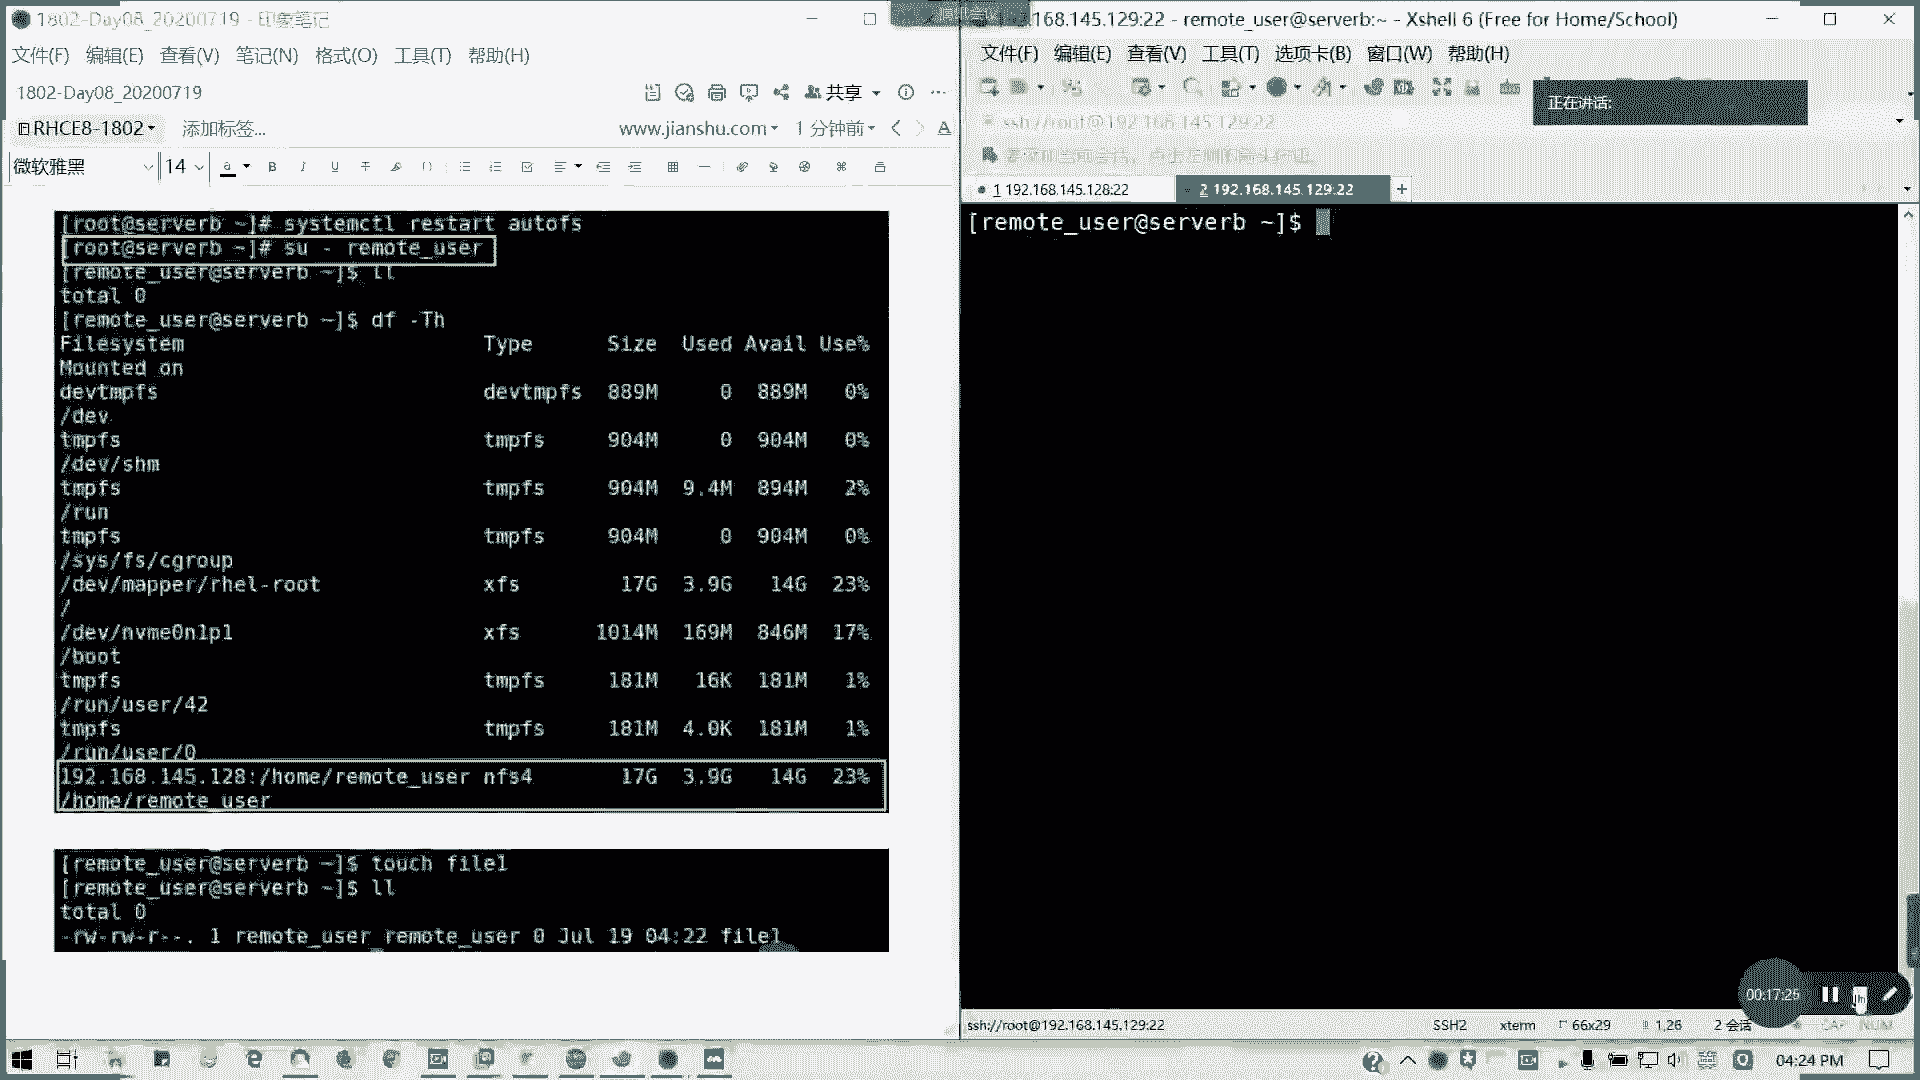 1802-Day08_20200719 - 印象笔记
文件(F) 编辑(E) 查看(V) 笔记(N) 格式(O) 工具(T) 帮助(H)
1802-Day08_20200719
共享
RHCE8-1802 添加标签...
www.jianshu.com 1 分钟前
微软雅黑 14
[root@serverb ~]# systemctl restart autofs
[root@serverb ~]# su - remote_user
[remote_user@serverb ~]$ ll
total 0
[remote_user@serverb ~]$ df -Th
Filesystem Type Size Used Avail Use%
Mounted on
devtmpfs devtmpfs 889M 0 889M 0%
/dev
tmpfs tmpfs 904M 0 904M 0%
/dev/shm
tmpfs tmpfs 904M 9.4M 894M 2%
/run
tmpfs tmpfs 904M 0 904M 0%
/sys/fs/cgroup
/dev/mapper/rhel-root xfs 17G 3.9G 14G 23%
/
/dev/nvme0n1p1 xfs 1014M 169M 846M 17%
/boot
tmpfs tmpfs 181M 16K 181M 1%
/run/user/42
tmpfs tmpfs 181M 4.0K 181M 1%
/run/user/0
192.168.145.128:/home/remote_user nfs4 17G 3.9G 14G 23%
/home/remote_user
[remote_user@serverb ~]$ touch file1
[remote_user@serverb ~]$ ll
total 0
-rw-rw-r--. 1 remote_user remote_user 0 Jul 19 04:22 file1
2.168.145.129:22 - remote_user@serverb:~ - Xshell 6 (Free for Home/School)
文件(F) 编辑(E) 查看(V) 工具(T) 选项卡(B) 窗口(W) 帮助(H)
正在讲话:
ssh://root@192.168.145.129:22
1 192.168.145.128:22
2 192.168.145.129:22
[remote_user@serverb ~]$
00:17:25
ssh://root@192.168.145.129:22 SSH2 xterm 66x29 1,26 2 会话 CAP NUM
04:24 PM